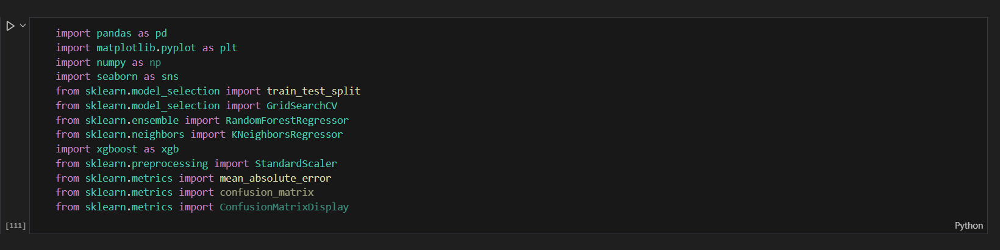 import pandas as pd
import matplotlib.pyplot as plt
import numpy as np
import seaborn as sns
from sklearn.model_selection import train_test_split
from sklearn.model_selection import GridSearchCV
from sklearn.ensemble import RandomForestRegressor
from sklearn.neighbors import KNeighborsRegressor
import xgboost as xgb
from sklearn.preprocessing import StandardScaler
from sklearn.metrics import mean_absolute_error
from sklearn.metrics import confusion_matrix
from sklearn.metrics import ConfusionMatrixDisplay
[111]
Python